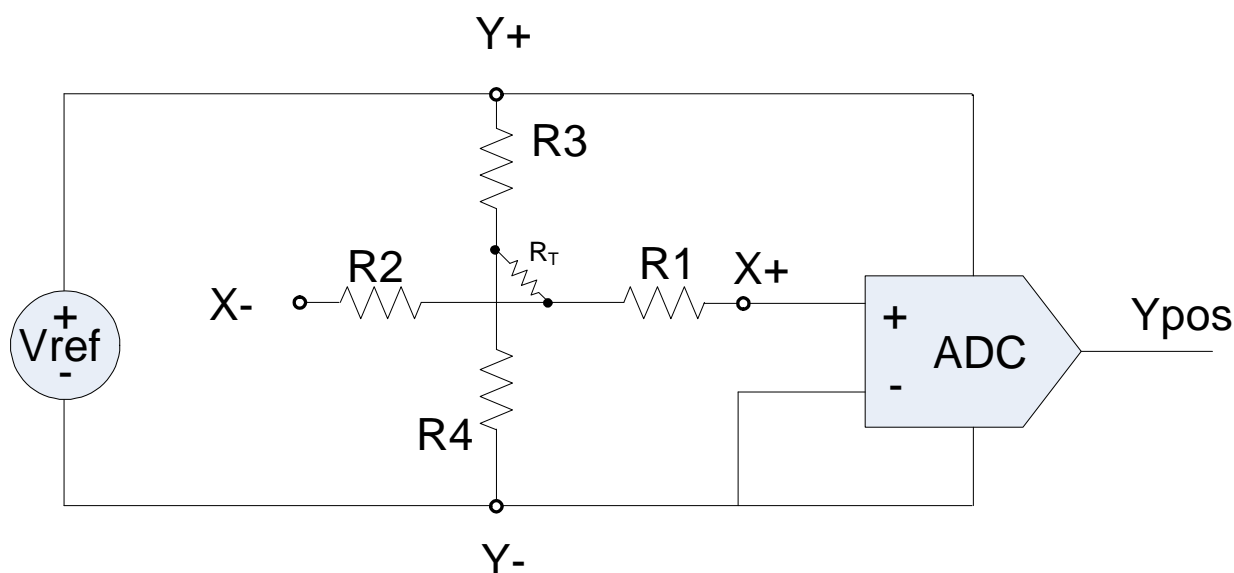 Y+
R3
RT
R2
R1
X+
X-
+
Vref
-
+
-
ADC
Ypos
R4
Y-